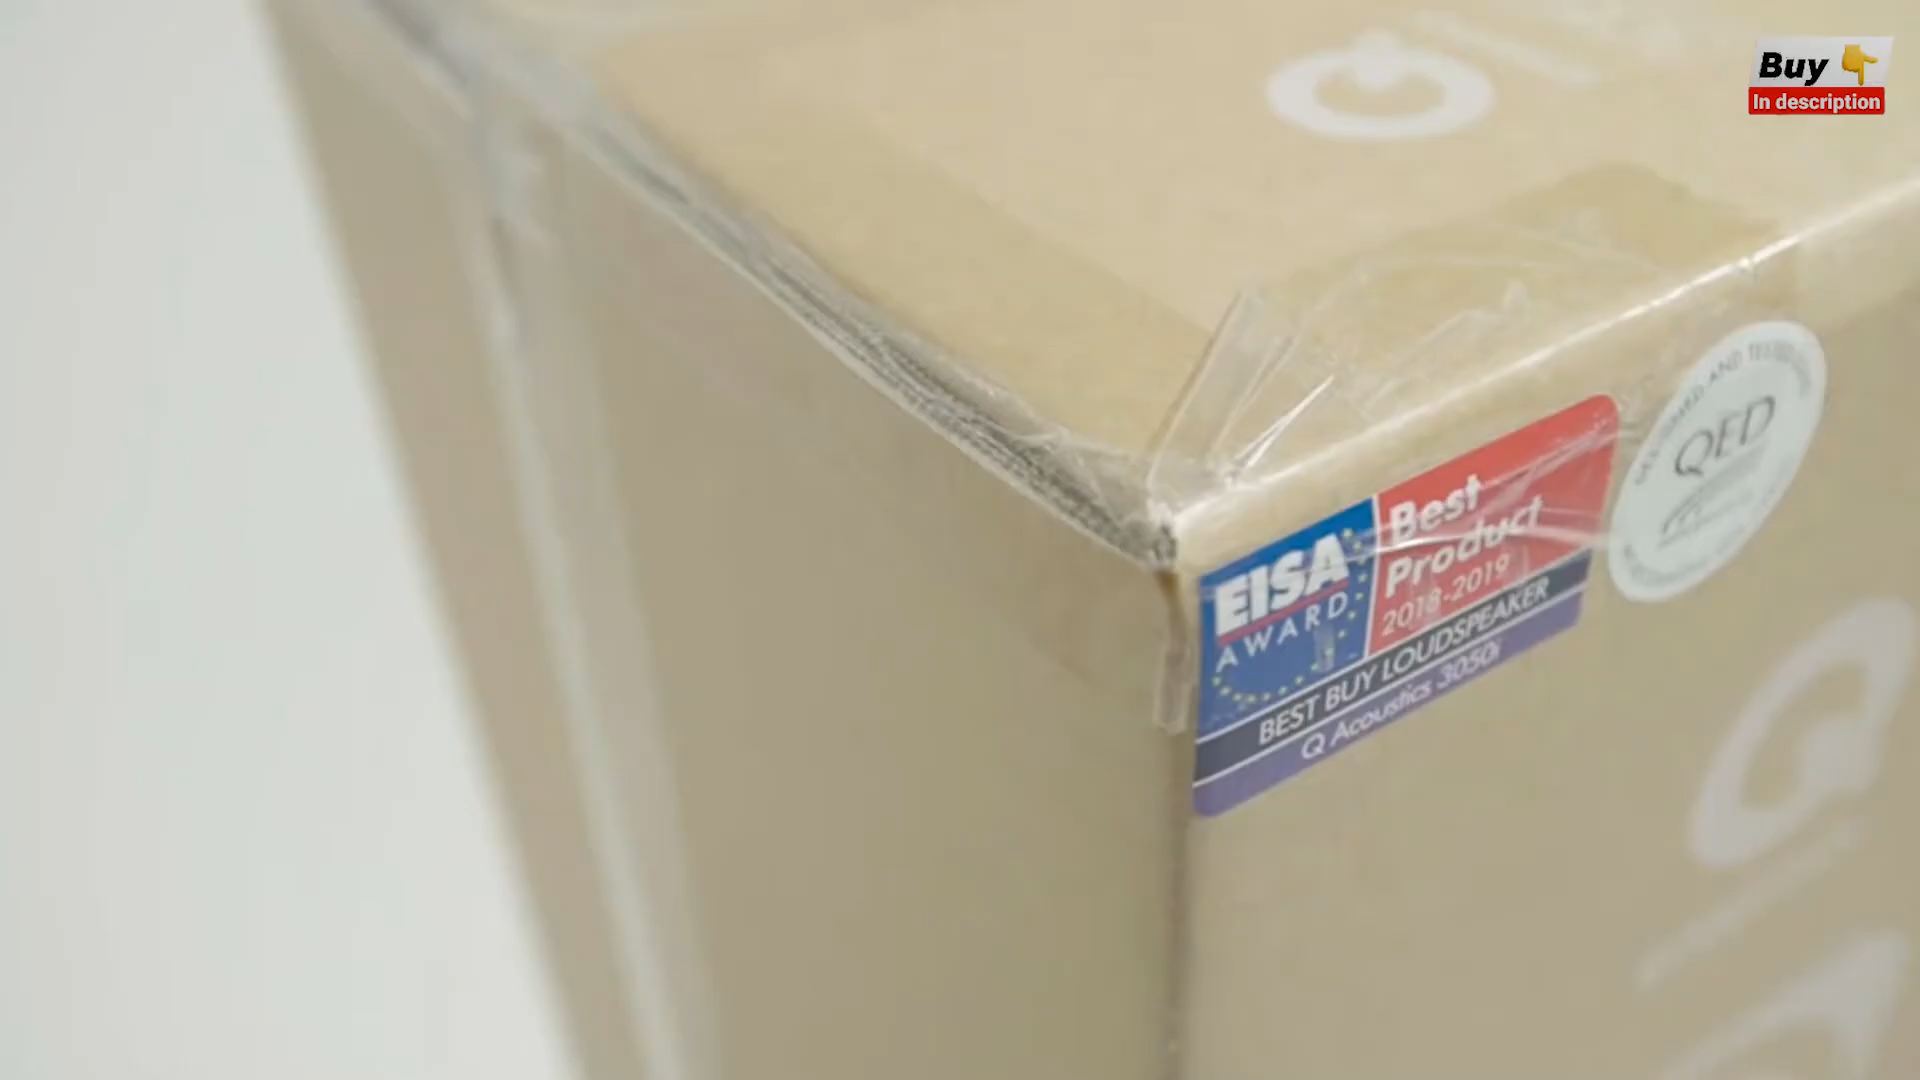 Buy 👇
In description
EISA
AWARD
Best
Product
2018-2019
BEST BUY LOUDSPEAKER
Q Acoustics 3050i
QED